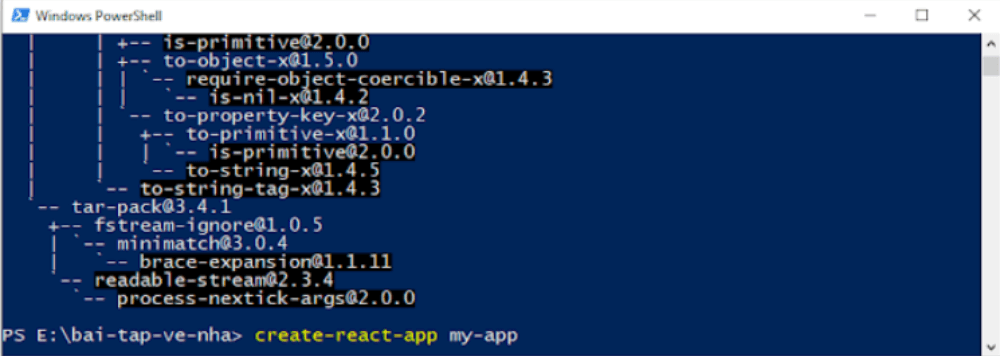 Windows PowerShell
| | +-- is-primitive@2.0.0
| | +-- to-object-x@1.5.0
| | | `-- require-object-coercible-x@1.4.3
| | | `-- is-nil-x@1.4.2
| | `-- to-property-key-x@2.0.2
| | +-- to-primitive-x@1.1.0
| | | `-- is-primitive@2.0.0
| | `-- to-string-x@1.4.5
| `-- to-string-tag-x@1.4.3
`-- tar-pack@3.4.1
+-- fstream-ignore@1.0.5
| `-- minimatch@3.0.4
| `-- brace-expansion@1.1.11
`-- readable-stream@2.3.4
`-- process-nextick-args@2.0.0
PS E:\bai-tap-ve-nha> create-react-app my-app